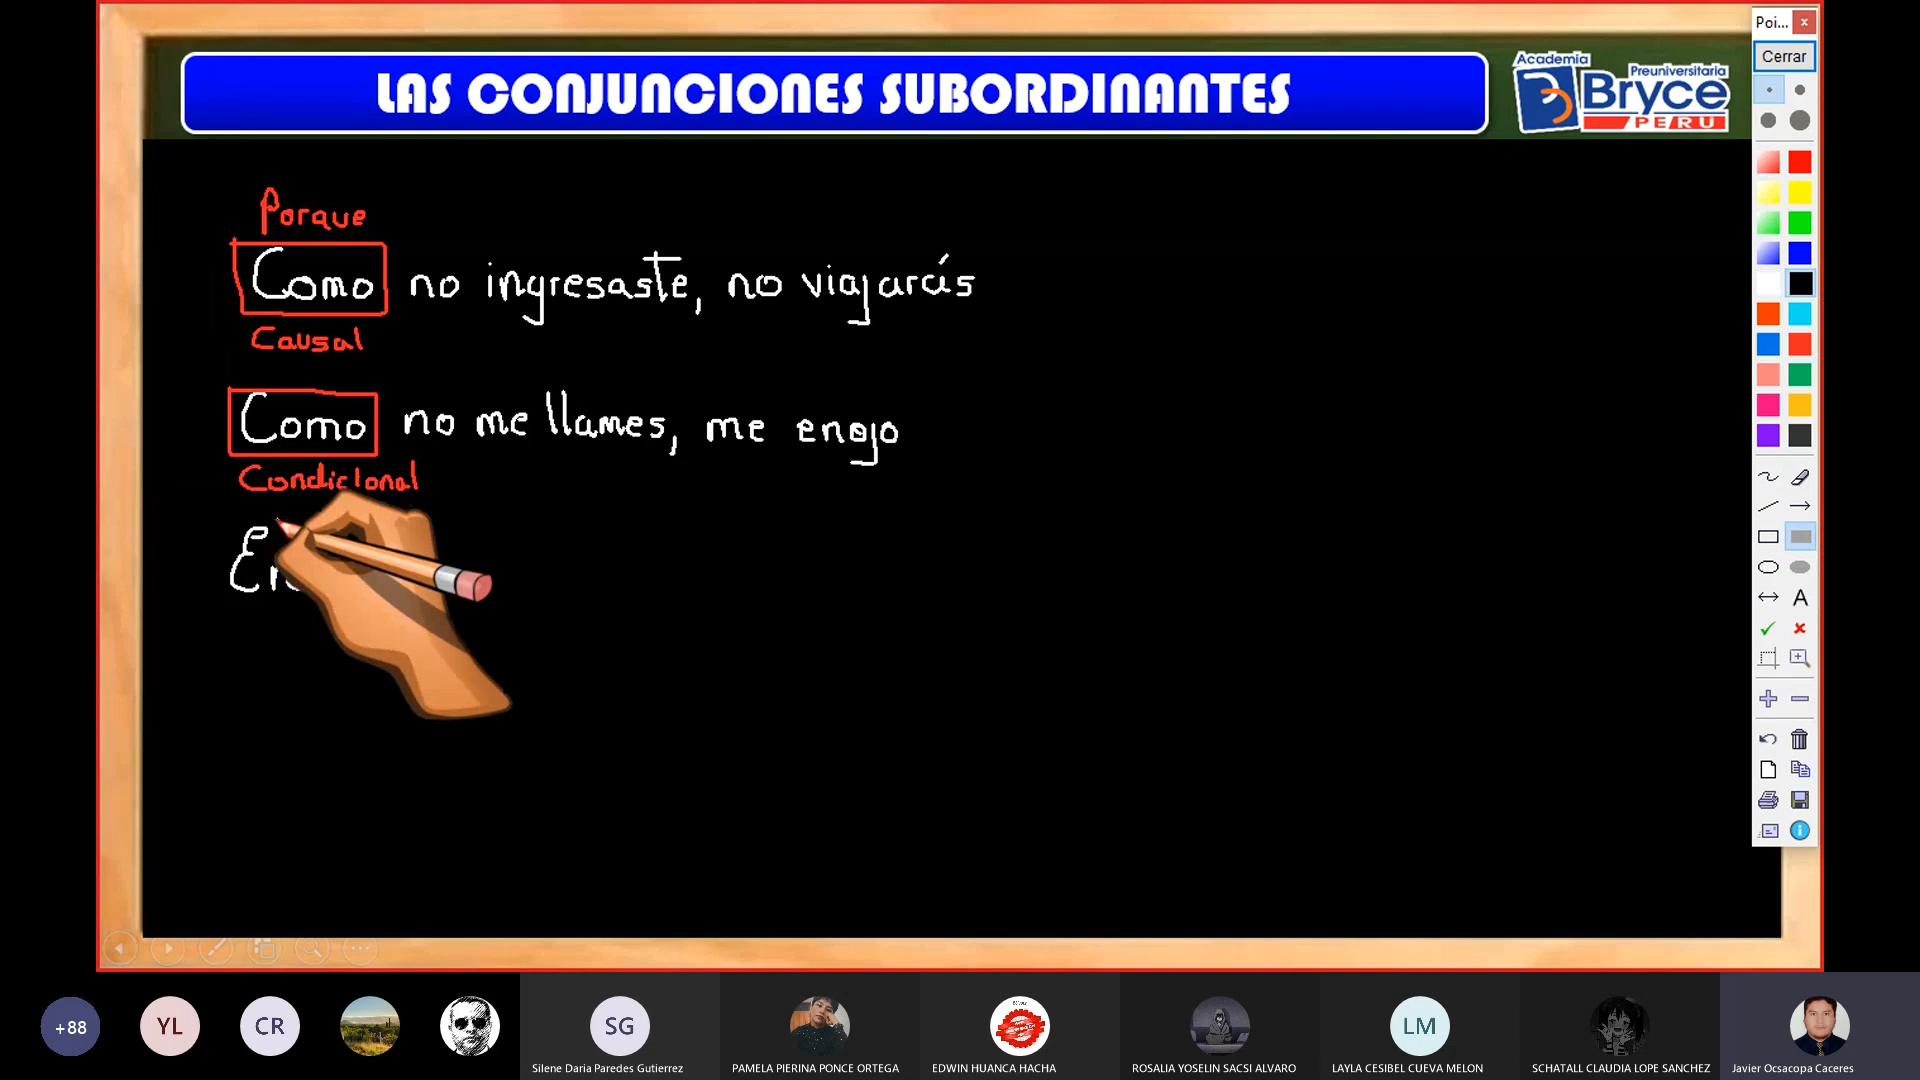 Poi...
Cerrar
LAS CONJUNCIONES SUBORDINANTES
Academia
Preuniversitaria
Bryce
PERU
Porque
Como no ingresaste, no viajarás
Causal
Como no me llames, me enojo
Condicional
A
+88
YL
CR
SG
LM
Silene Daria Paredes Gutierrez
PAMELA PIERINA PONCE ORTEGA
EDWIN HUANCA HACHA
ROSALIA YOSELIN SACSI ALVARO
LAYLA CESIBEL CUEVA MELON
SCHATALL CLAUDIA LOPE SANCHEZ
Javier Ocsacopa Caceres